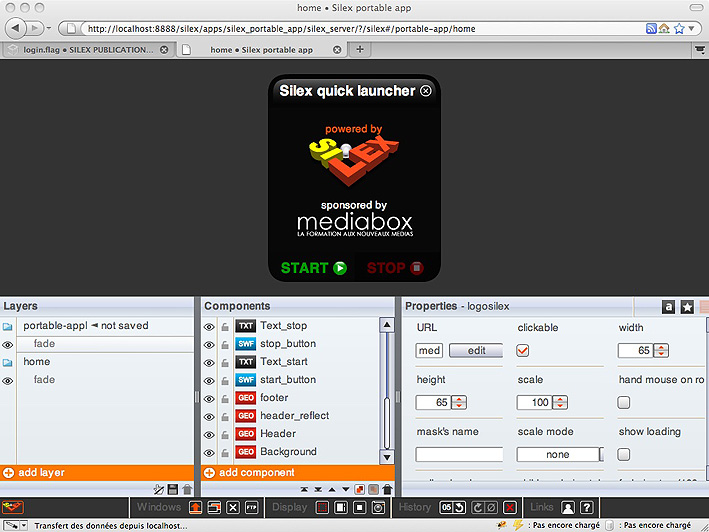 home • Silex portable app
http://localhost:8888/silex/apps/silex_portable_app/silex_server/?/silex#/portable-app/home
login.flag • SILEX PUBLICATION...
home • Silex portable app
Silex quick launcher
powered by
SILEX
sponsored by
mediabox
LA FORMATION AUX NOUVEAUX MEDIAS
START
STOP
Layers
portable-appl ◄ not saved
fade
home
fade
add layer
Components
TXT Text_stop
SWF stop_button
TXT Text_start
SWF start_button
GEO footer
GEO header_reflect
GEO Header
GEO Background
add component
Properties - logosilex
a
URL
clickable
width
med
edit
65
height
scale
hand mouse on ro
65
100
mask's name
scale mode
show loading
none
Windows
FTP
Display
History
05
Links
?
Transfert des données depuis localhost...
: Pas encore chargé
: Pas encore chargé